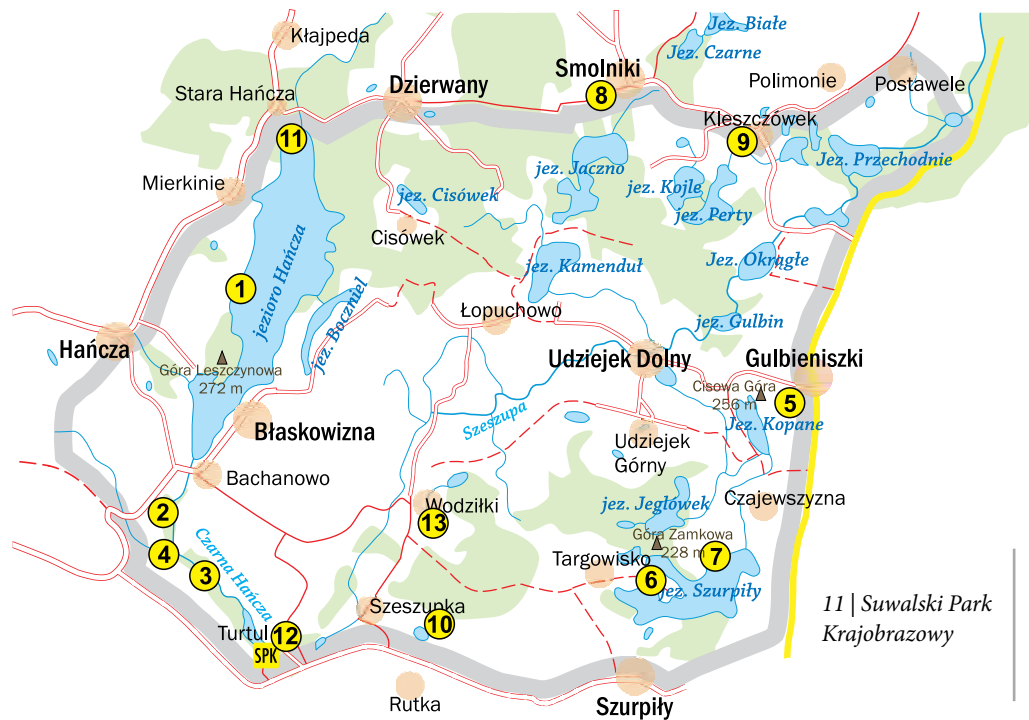 Jez. Białe
Kłajpeda
Jez. Czarne
Smolniki
Polimonie
Postawele
Dzierwany
Stara Hańcza
8
Kleszczówek
11
9
Jez. Przechodnie
jez. Jaczno
Mierkinie
jez. Cisówek
jez. Kojle
jez. Perty
Cisówek
jez. Kamenduł
Jez. Okrągłe
1
jezioro Hańcza
jez. Boczniel
Łopuchowo
jez. Gulbin
Hańcza
Góra Leszczynowa
272 m
Udziejek Dolny
Gulbieniszki
Cisowa Góra
256 m
5
Jez. Kopane
Szeszupa
Błaskowizna
Udziejek
Górny
Bachanowo
Czajewszyzna
Wodziłki
jez. Jegłówek
2
13
Czarna Hańcza
Góra Zamkowa
228 m
4
7
Targowisko
3
6
jez. Szurpiły
Szeszupka
11 | Suwalski Park
Krajobrazowy
10
Turtul
12
SPK
Rutka
Szurpiły